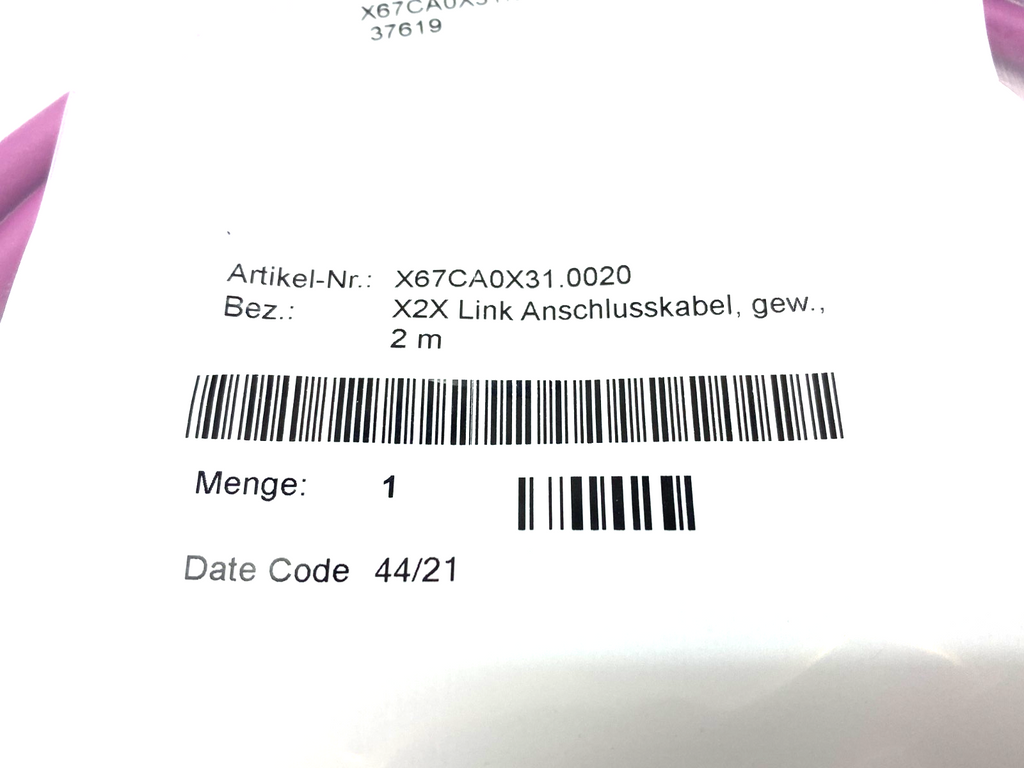 37619
Artikel-Nr.: X67CA0X31.0020
Bez.: X2X Link Anschlusskabel, gew.,
2 m
Menge: 1
Date Code 44/21